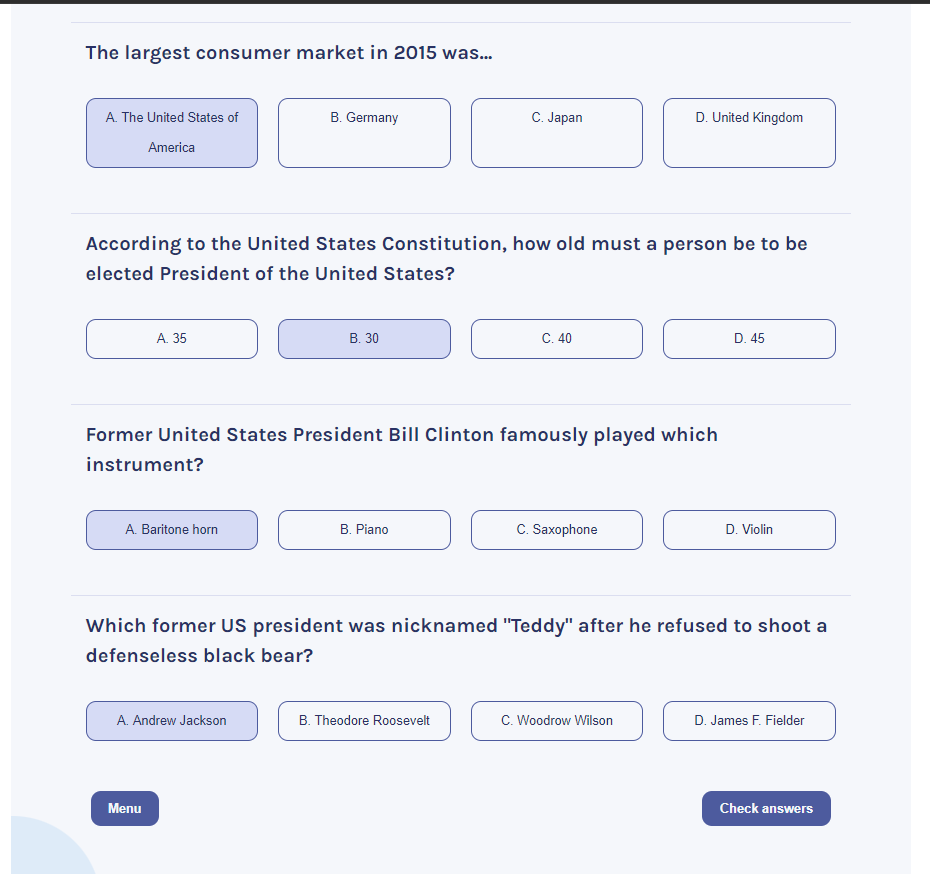 The largest consumer market in 2015 was...
A. The United States of
America
B. Germany
C. Japan
D. United Kingdom
According to the United States Constitution, how old must a person be to be
elected President of the United States?
A. 35
B. 30
C. 40
D. 45
Former United States President Bill Clinton famously played which
instrument?
A. Baritone horn
B. Piano
C. Saxophone
D. Violin
Which former US president was nicknamed "Teddy" after he refused to shoot a
defenseless black bear?
A. Andrew Jackson
B. Theodore Roosevelt
C. Woodrow Wilson
D. James F. Fielder
Menu
Check answers